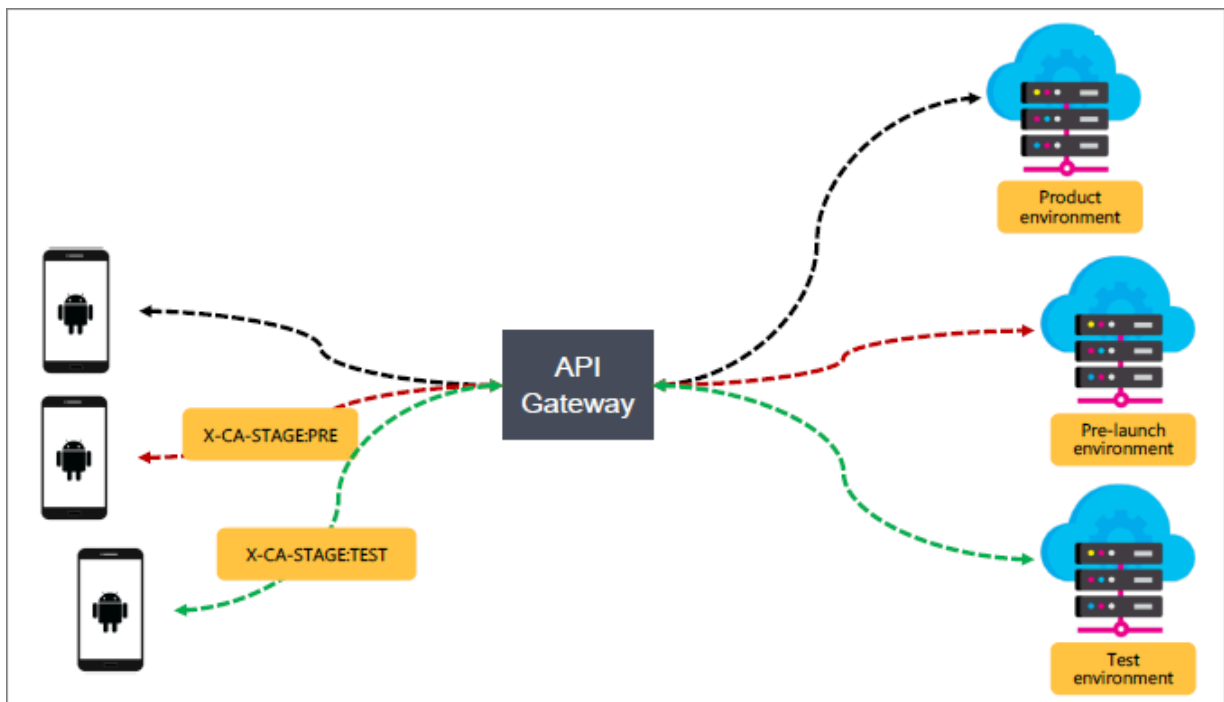 Product
environment
API
Gateway
X-CA-STAGE:PRE
Pre-launch
environment
X-CA-STAGE:TEST
Test
environment